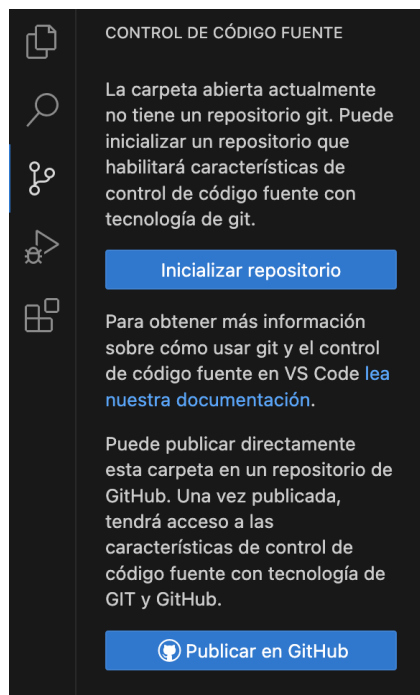 CONTROL DE CÓDIGO FUENTE
La carpeta abierta actualmente
no tiene un repositorio git. Puede
inicializar un repositorio que
habilitará características de
control de código fuente con
tecnología de git.
Inicializar repositorio
Para obtener más información
sobre cómo usar git y el control
de código fuente en VS Code lea
nuestra documentación.
Puede publicar directamente
esta carpeta en un repositorio de
GitHub. Una vez publicada,
tendrá acceso a las
características de control de
código fuente con tecnología de
GIT y GitHub.
Publicar en GitHub